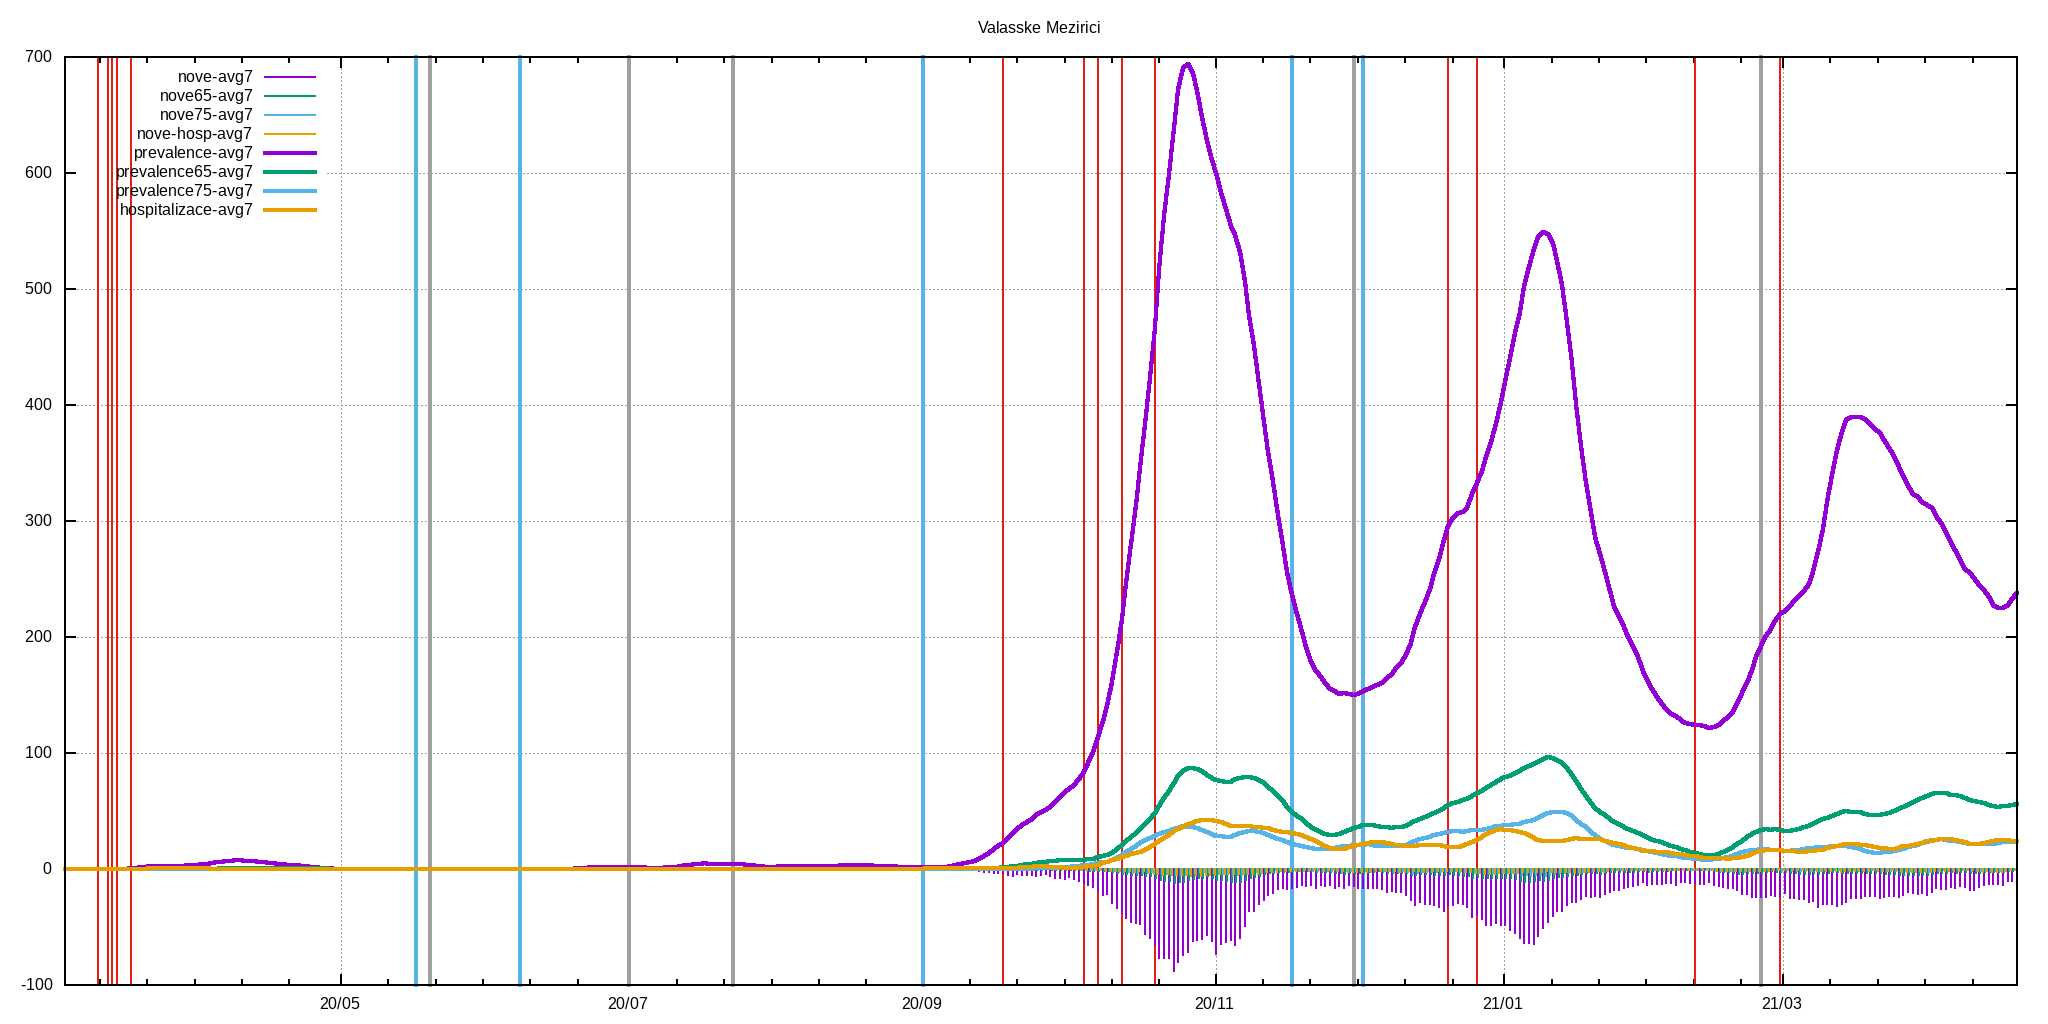 Valasske Mezirici
700
600
500
400
300
200
100
0
-100
nove-avg7
nove65-avg7
nove75-avg7
nove-hosp-avg7
prevalence-avg7
prevalence65-avg7
prevalence75-avg7
hospitalizace-avg7
20/05 20/07 20/09 20/11 21/01 21/03